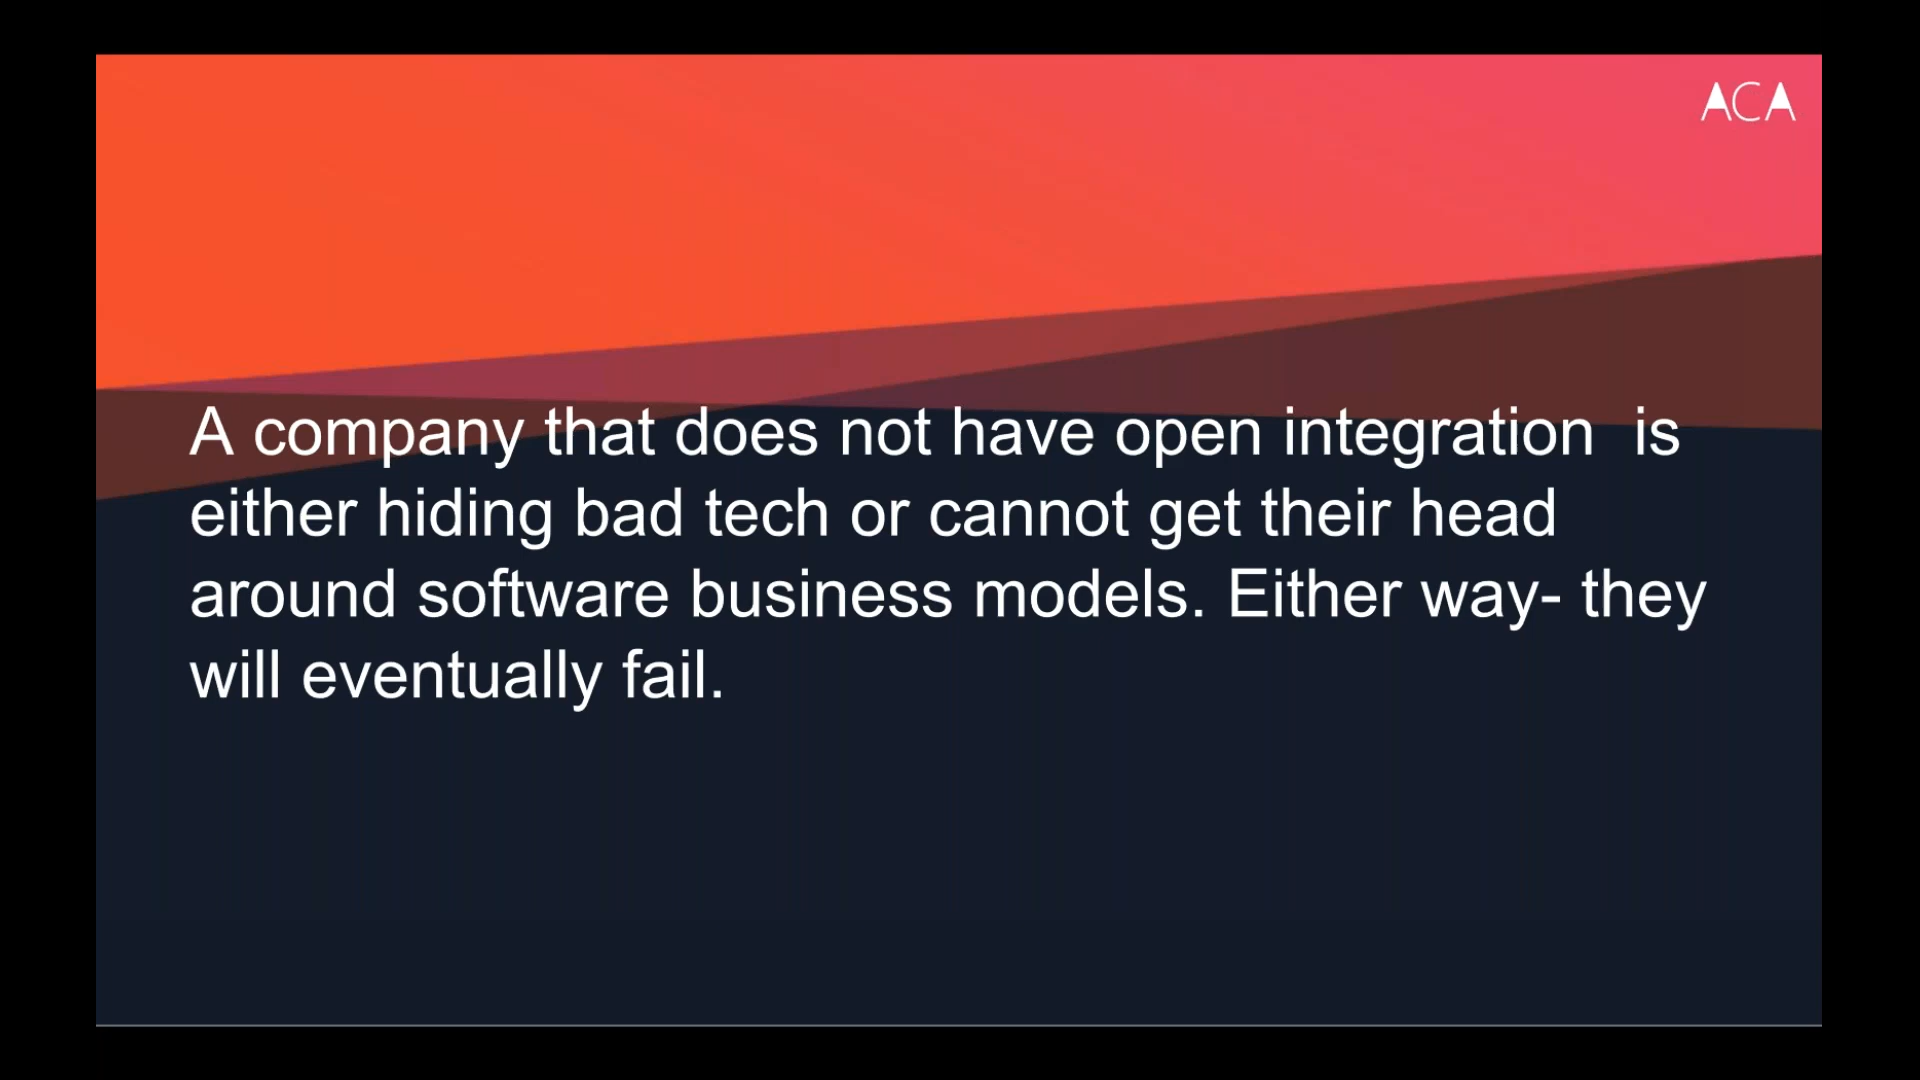 ACA
A company that does not have open integration  is
either hiding bad tech or cannot get their head
around software business models. Either way- they
will eventually fail.